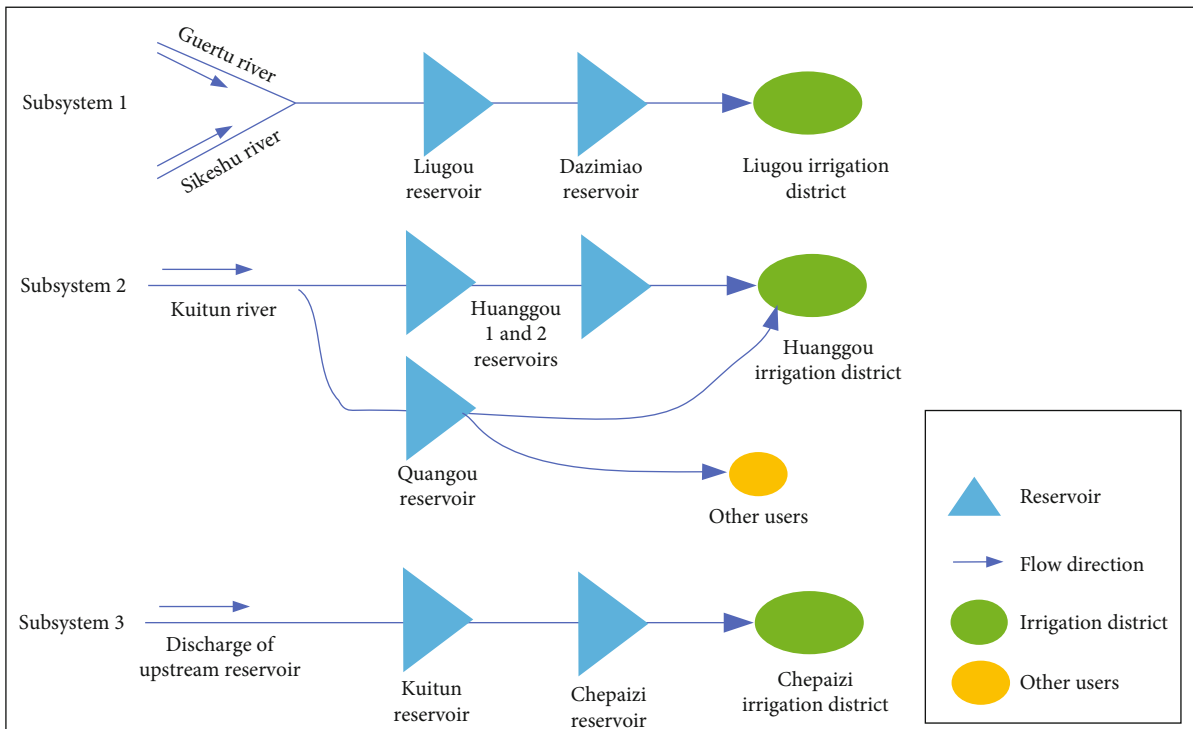 Guertu river
Subsystem 1
Sikeshu river
Liugou
reservoir
Dazimiao
reservoir
Liugou irrigation
district
Subsystem 2
Kuitun river
Huanggou
1 and 2
reservoirs
Huanggou
irrigation district
Quangou
reservoir
Other users
Subsystem 3
Discharge of
upstream reservoir
Kuitun
reservoir
Chepaizi
reservoir
Chepaizi
irrigation district
Reservoir
Flow direction
Irrigation district
Other users